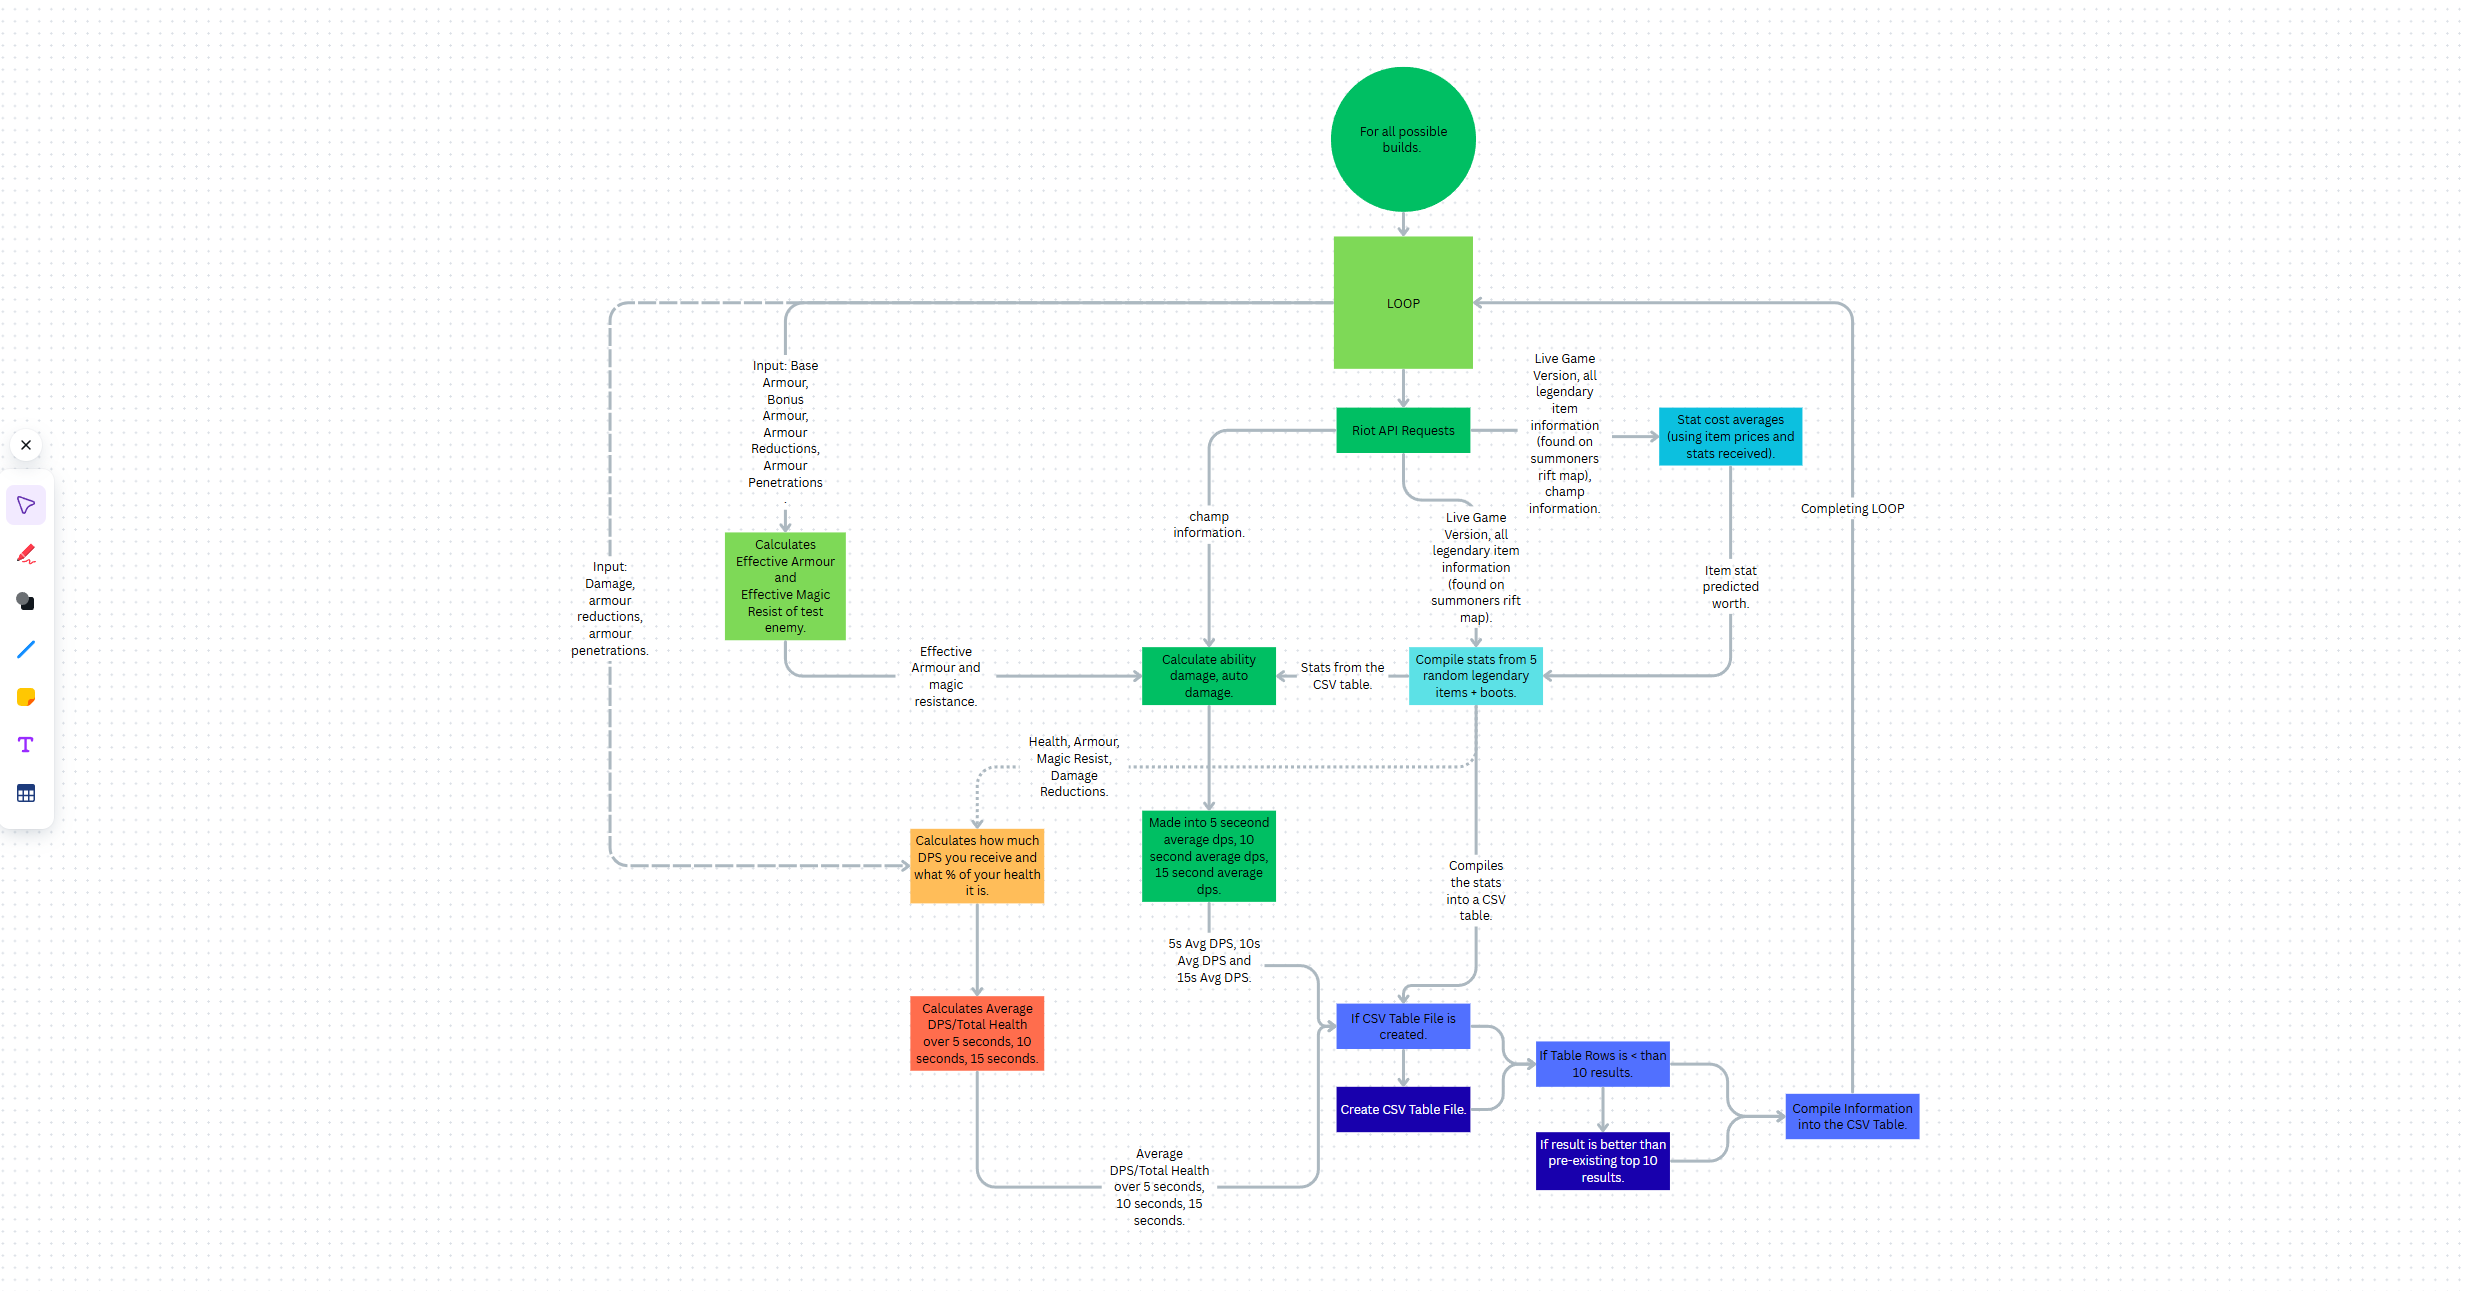 For all possible
builds.
LOOP
Input: Base
Armour,
Bonus
Armour,
Armour
Reductions,
Armour
Penetrations
.
Live Game
Version, all
legendary
item
information
(found on
summoners
rift map),
champ
information.
Riot API Requests
Stat cost averages
(using item prices and
stats received).
Completing LOOP
champ
information.
Live Game
Version, all
legendary item
information
(found on
summoners rift
map).
Calculates
Effective Armour
and
Effective Magic
Resist of test
enemy.
Input:
Damage,
armour
reductions,
armour
penetrations.
Item stat
predicted
worth.
Effective
Armour and
magic
resistance.
Calculate ability
damage, auto
damage.
Stats from the
CSV table.
Compile stats from 5
random legendary
items + boots.
Health, Armour,
Magic Resist,
Damage
Reductions.
Calculates how much
DPS you receive and
what % of your health
it is.
Made into 5 seceond
average dps, 10
second average dps,
15 second average
dps.
Compiles
the stats
into a CSV
table.
5s Avg DPS, 10s
Avg DPS and
15s Avg DPS.
Calculates Average
DPS/Total Health
over 5 seconds, 10
seconds, 15 seconds.
If CSV Table File is
created.
Create CSV Table File.
If Table Rows is < than
10 results.
If result is better than
pre-existing top 10
results.
Compile Information
into the CSV Table.
Average
DPS/Total Health
over 5 seconds,
10 seconds, 15
seconds.